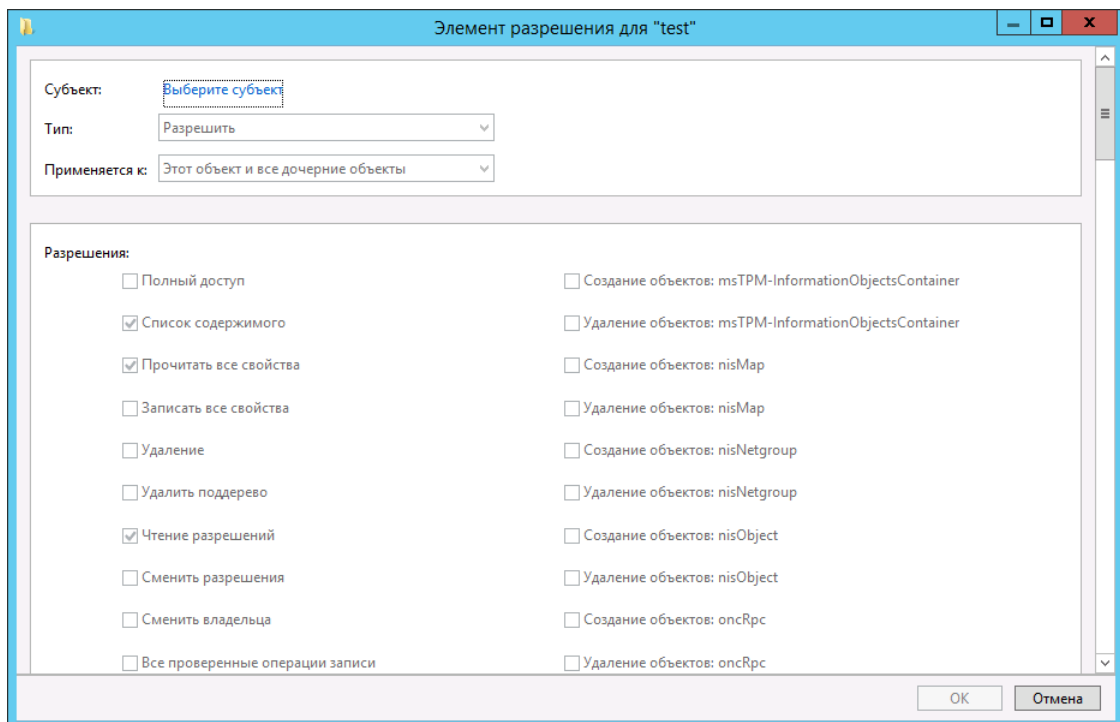 Элемент разрешения для "test"
Субъект: Выберите субъект
Тип: Разрешить
Применяется к: Этот объект и все дочерние объекты
Разрешения:
Полный доступ Создание объектов: msTPM-InformationObjectsContainer
Список содержимого Удаление объектов: msTPM-InformationObjectsContainer
Прочитать все свойства Создание объектов: nisMap
Записать все свойства Удаление объектов: nisMap
Удаление Создание объектов: nisNetgroup
Удалить поддерево Удаление объектов: nisNetgroup
Чтение разрешений Создание объектов: nisObject
Сменить разрешения Удаление объектов: nisObject
Сменить владельца Создание объектов: oncRpc
Все проверенные операции записи Удаление объектов: oncRpc
ОК Отмена